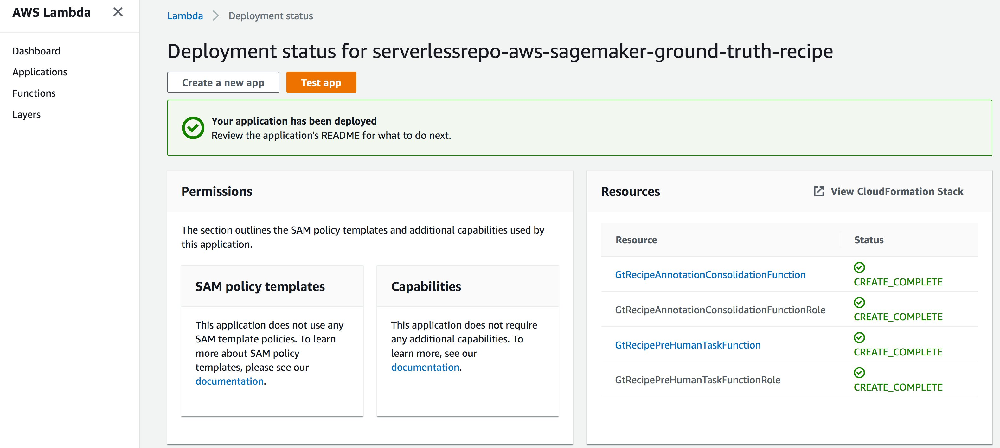 AWS Lambda
Dashboard
Applications
Functions
Layers
Lambda > Deployment status
Deployment status for serverlessrepo-aws-sagemaker-ground-truth-recipe
Create a new app
Test app
Your application has been deployed
Review the application's README for what to do next.
Permissions
The section outlines the SAM policy templates and additional capabilities used by
this application.
SAM policy templates
This application does not use any
SAM template policies. To learn
more about SAM policy
templates, please see our
documentation.
Capabilities
This application does not require
any additional capabilities. To
learn more, see our
documentation.
Resources
View CloudFormation Stack
Resource Status
GtRecipeAnnotationConsolidationFunction CREATE_COMPLETE
GtRecipeAnnotationConsolidationFunctionRole CREATE_COMPLETE
GtRecipePreHumanTaskFunction CREATE_COMPLETE
GtRecipePreHumanTaskFunctionRole CREATE_COMPLETE